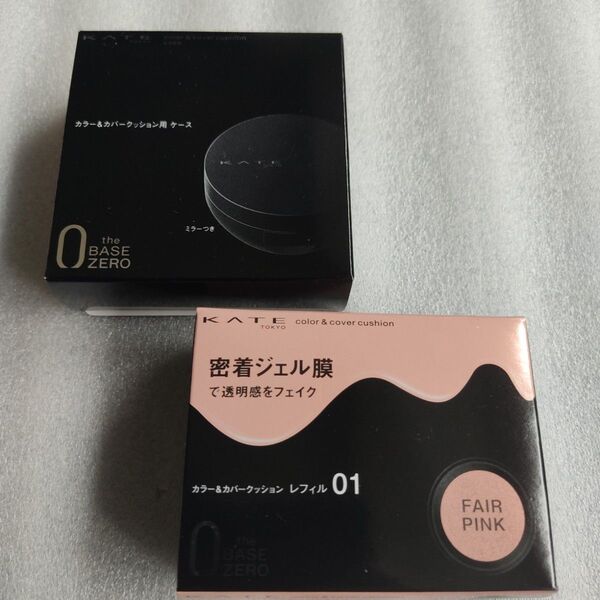 KATE color & cover cushion
TOKYO
カラー&カバークッション用 ケース
KATE
ミラーつき
0 the
BASE
ZERO
KATE color & cover cushion
TOKYO
密着ジェル膜
で透明感をフェイク
カラー&カバークッション レフィル 01
FAIR
PINK
0 the
BASE
ZERO